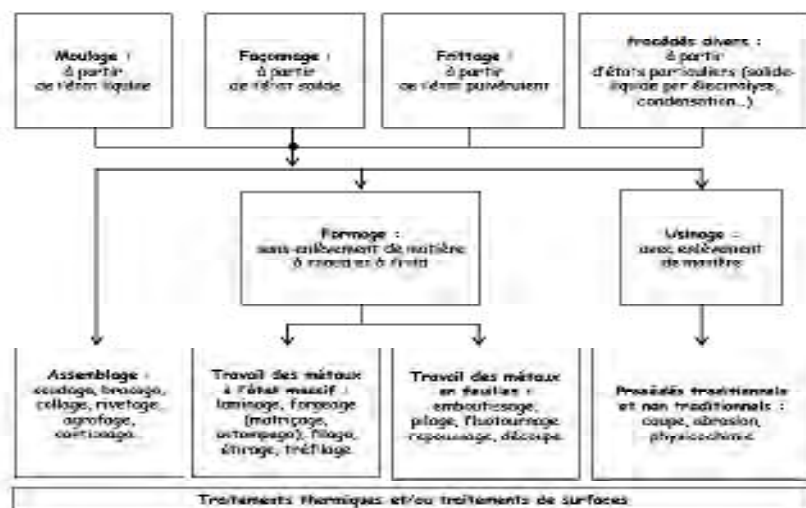 Moulage :
à partir
de l'état liquide
Façonnage :
à partir
de l'état solide
Frittage :
à partir
de l'état pulvérulent
Procédés divers :
à partir
d'états particuliers (solide-
liquide par électrolyse,
condensation...)
Formage :
sans enlèvement de matière
à chaud et à froid
Usinage :
avec enlèvement
de matière
Assemblage :
soudage, brasage,
collage, rivetage,
agrafage,
sertissage.
Travail des métaux
à l'état massif :
laminage, forgeage
(matriçage,
estampage), filage,
étirage, tréfilage.
Travail des métaux
en feuilles :
emboutissage,
pliage, fluotournage
repoussage, découpe.
Procédés traditionnels
et non traditionnels :
coupe, abrasion,
physicochimie
Traitements thermiques et/ou traitements de surfaces